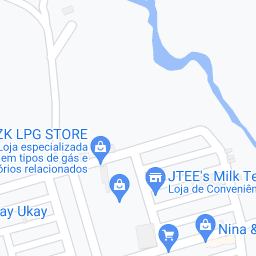 ZK LPG STORE
Loja especializada
em tipos de gás e
órios relacionados
JTEE's Milk Te
Loja de Conveniên
ay Ukay
Nina &